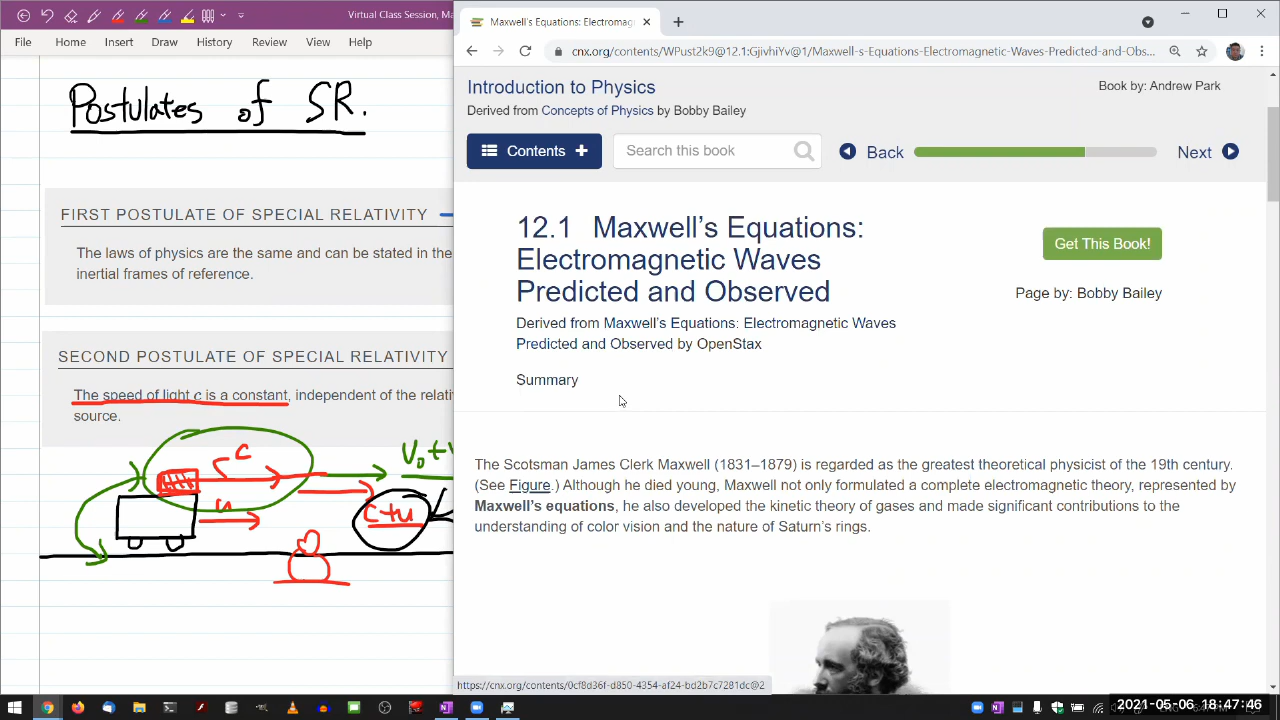 Virtual Class Session, Ma
File Home Insert Draw History Review View Help
Postulates of SR.
FIRST POSTULATE OF SPECIAL RELATIVITY
The laws of physics are the same and can be stated in the
inertial frames of reference.
SECOND POSTULATE OF SPECIAL RELATIVITY
The speed of light c is a constant, independent of the relati
source.
c
V₀+
u
c+u
Maxwell's Equations: Electromag
cnx.org/contents/WPust2k9@12.1:GjivhiYv@1/Maxwell-s-Equations-Electromagnetic-Waves-Predicted-and-Obs...
Introduction to Physics
Book by: Andrew Park
Derived from Concepts of Physics by Bobby Bailey
Contents +
Search this book
Back
Next
12.1 Maxwell's Equations:
Electromagnetic Waves
Predicted and Observed
Get This Book!
Page by: Bobby Bailey
Derived from Maxwell's Equations: Electromagnetic Waves
Predicted and Observed by OpenStax
Summary
The Scotsman James Clerk Maxwell (1831–1879) is regarded as the greatest theoretical physicist of the 19th century.
(See Figure.) Although he died young, Maxwell not only formulated a complete electromagnetic theory, represented by
Maxwell's equations, he also developed the kinetic theory of gases and made significant contributions to the
understanding of color vision and the nature of Saturn's rings.
https://cnx.org/contents/0cf8d36f-d850-4354-af24-bd2b7c7281dc@2
2021-05-06 18:47:46